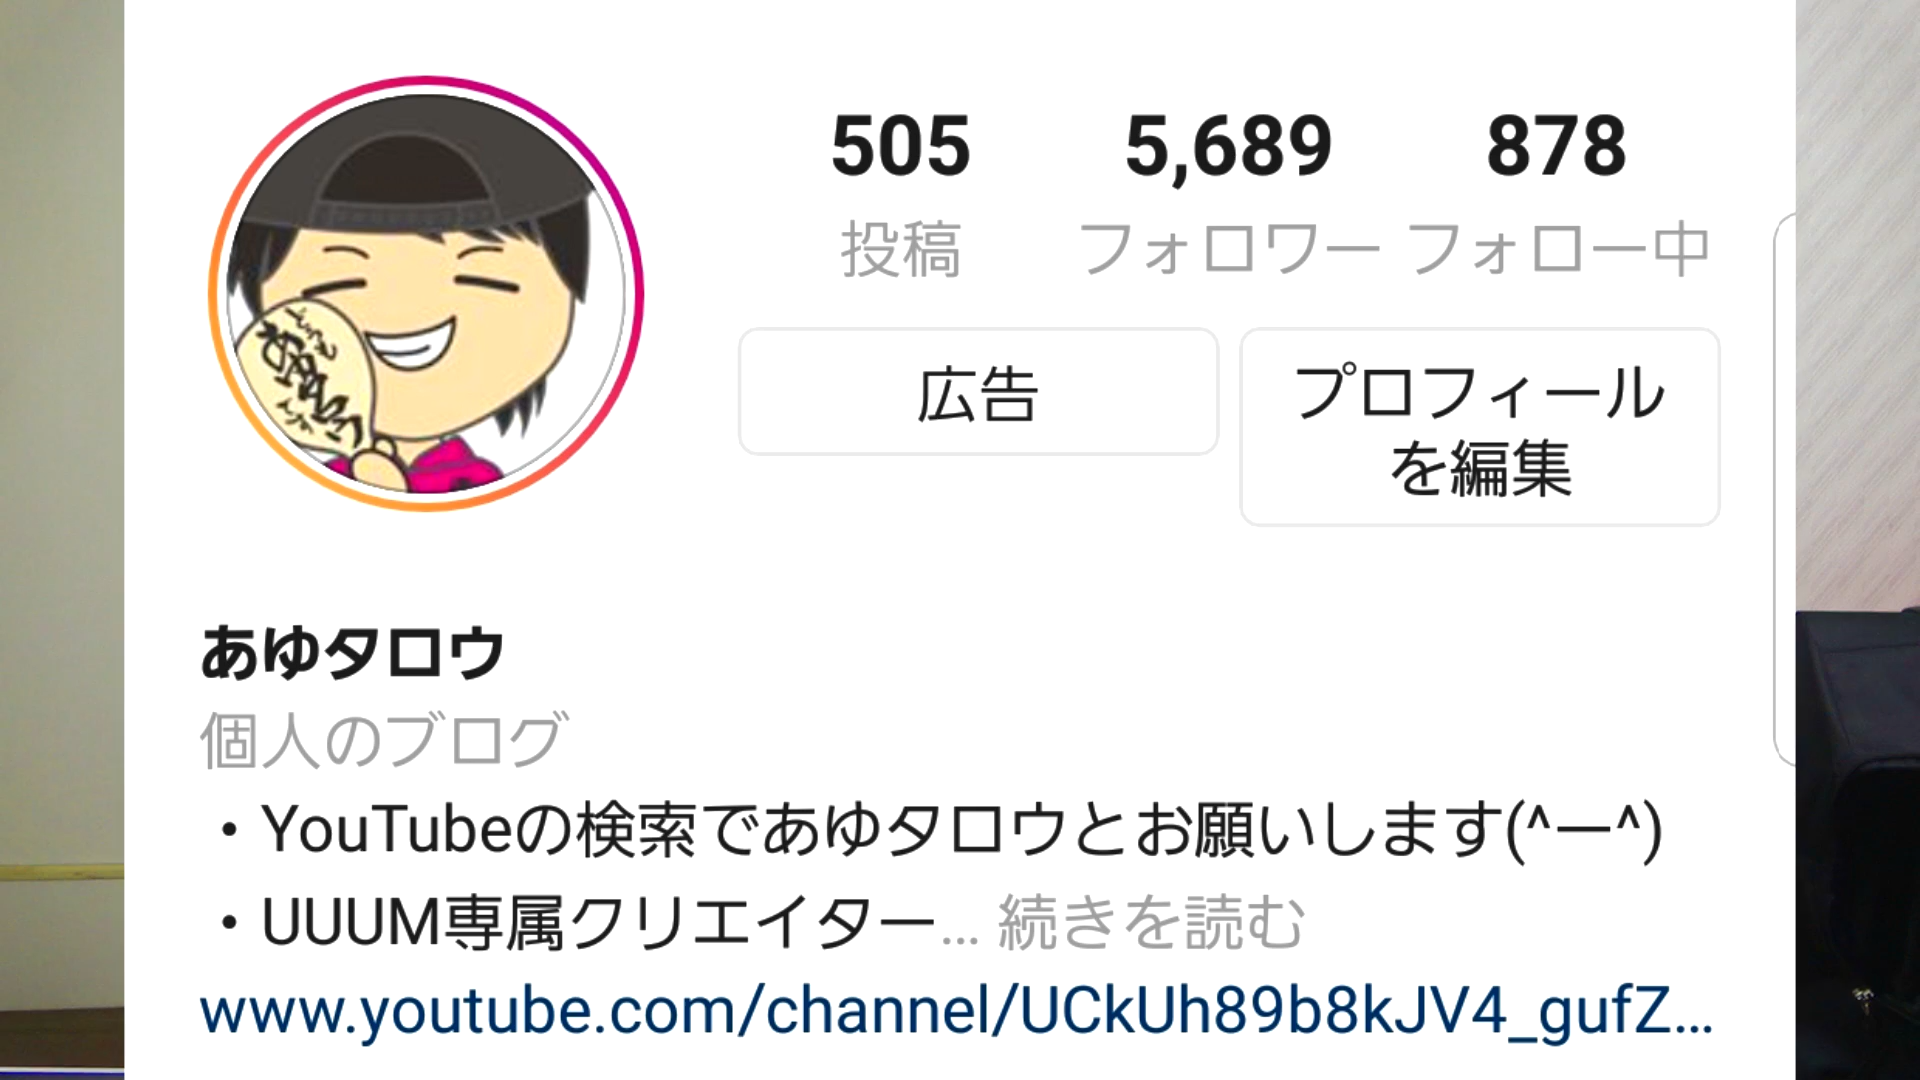 505 5,689 878
投稿 フォロワー フォロー中
広告
プロフィール
を編集
あゆタロウ
個人のブログ
・YouTubeの検索であゆタロウとお願いします(^ー^)
・UUUM専属クリエイター... 続きを読む
www.youtube.com/channel/UCkUh89b8kJV4_gufZ...